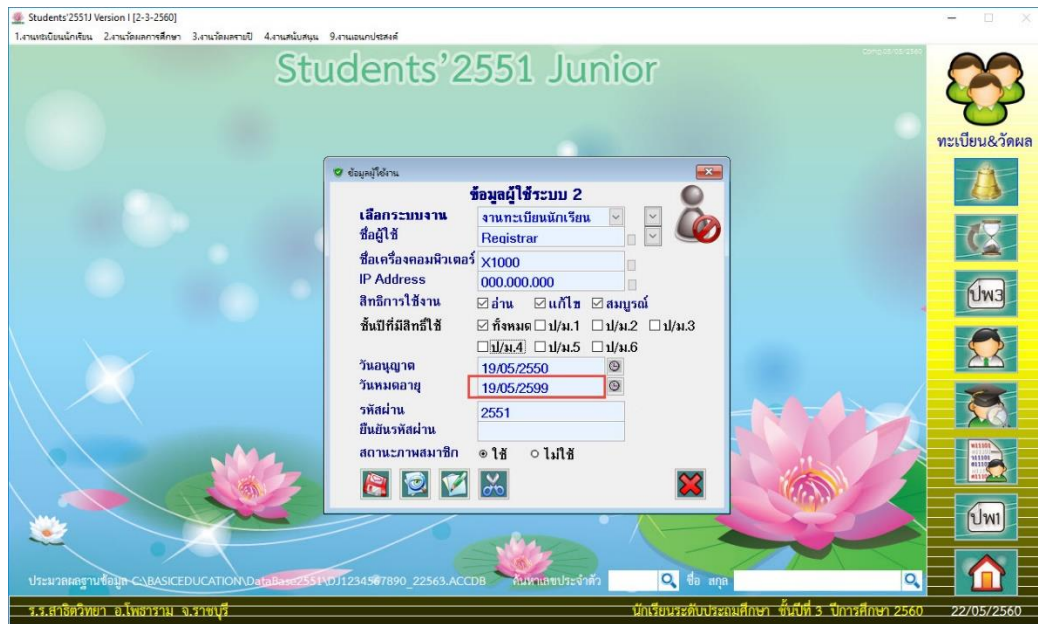 Students'2551J Version I [2-3-2560]
1.งานทะเบียนนักเรียน 2.งานวัดผลการศึกษา 3.งานวัดผลรายปี 4.งานสนับสนุน 9.งานเอนกประสงค์
Students'2551 Junior
ทะเบียน&วัดผล
ข้อมูลผู้ใช้งาน
ข้อมูลผู้ใช้ระบบ 2
เลือกระบบงาน งานทะเบียนนักเรียน
ชื่อผู้ใช้ Registrar
ชื่อเครื่องคอมพิวเตอร์ X1000
IP Address 000.000.000
สิทธิการใช้งาน อ่าน แก้ไข สมบูรณ์
ชั้นปีที่มีสิทธิ์ใช้ ทั้งหมด ป/ม.1 ป/ม.2 ป/ม.3
ป/ม.4 ป/ม.5 ป/ม.6
วันอนุญาต 19/05/2550
วันหมดอายุ 19/05/2599
รหัสผ่าน 2551
ยืนยันรหัสผ่าน
สถานะภาพสมาชิก ใช้ ไม่ใช้
ปพ3
ปพ1
ประมวลผลฐานข้อมูล C:\BASICEDUCATION\DataBase2551\DJ1234567890_22563.ACCDB ค้นหาเลขประจำตัว ชื่อ สกุล
ร.ร.สาธิตวิทยา อ.โพธาราม จ.ราชบุรี นักเรียนระดับประถมศึกษา ชั้นปีที่ 3 ปีการศึกษา 2560 22/05/2560